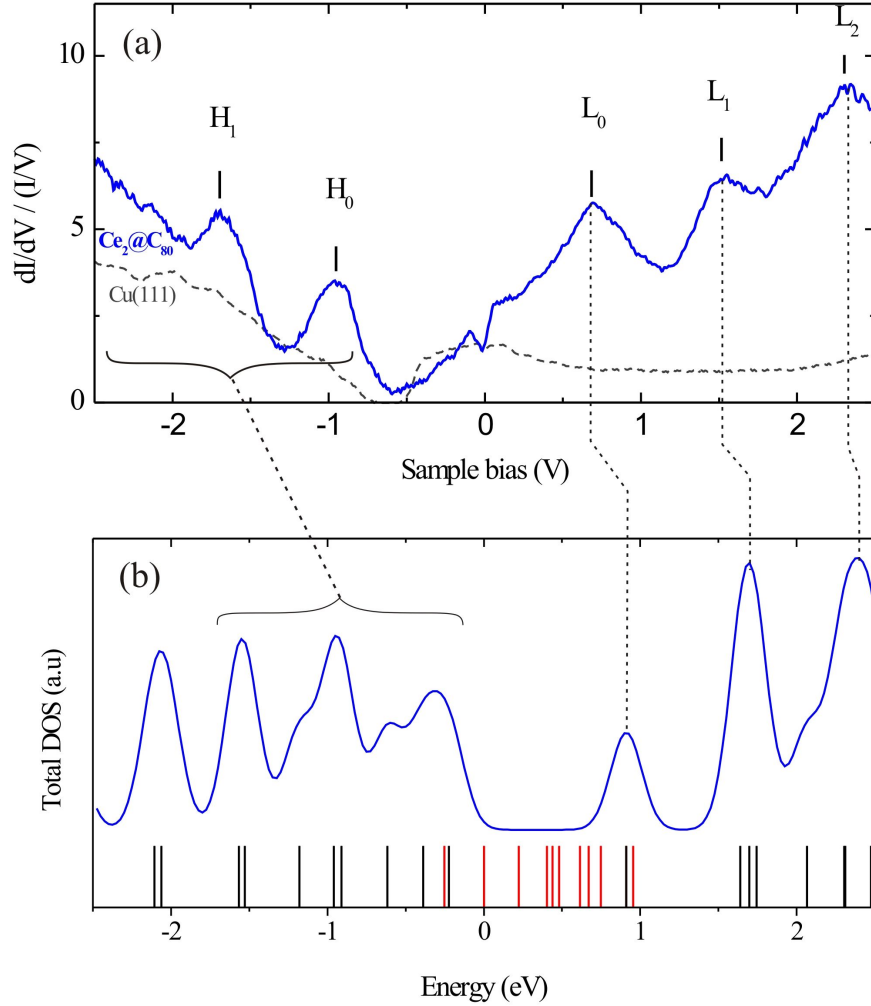 (a)
10
5
0
dI/dV / (I/V)
H₁
H₀
L₀
L₁
L₂
Ce₂@C₈₀
Cu(111)
-2 -1 0 1 2
Sample bias (V)
(b)
Total DOS (a.u)
-2 -1 0 1 2
Energy (eV)